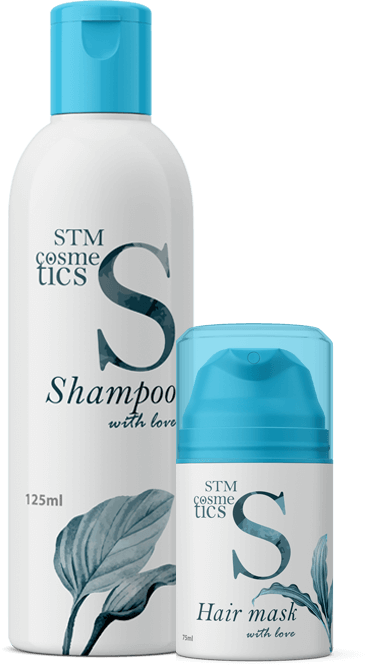 STM
cosme
tics
S
Shampoo
with love
125ml
STM
cosme
tics
S
Hair mask
with love
75ml